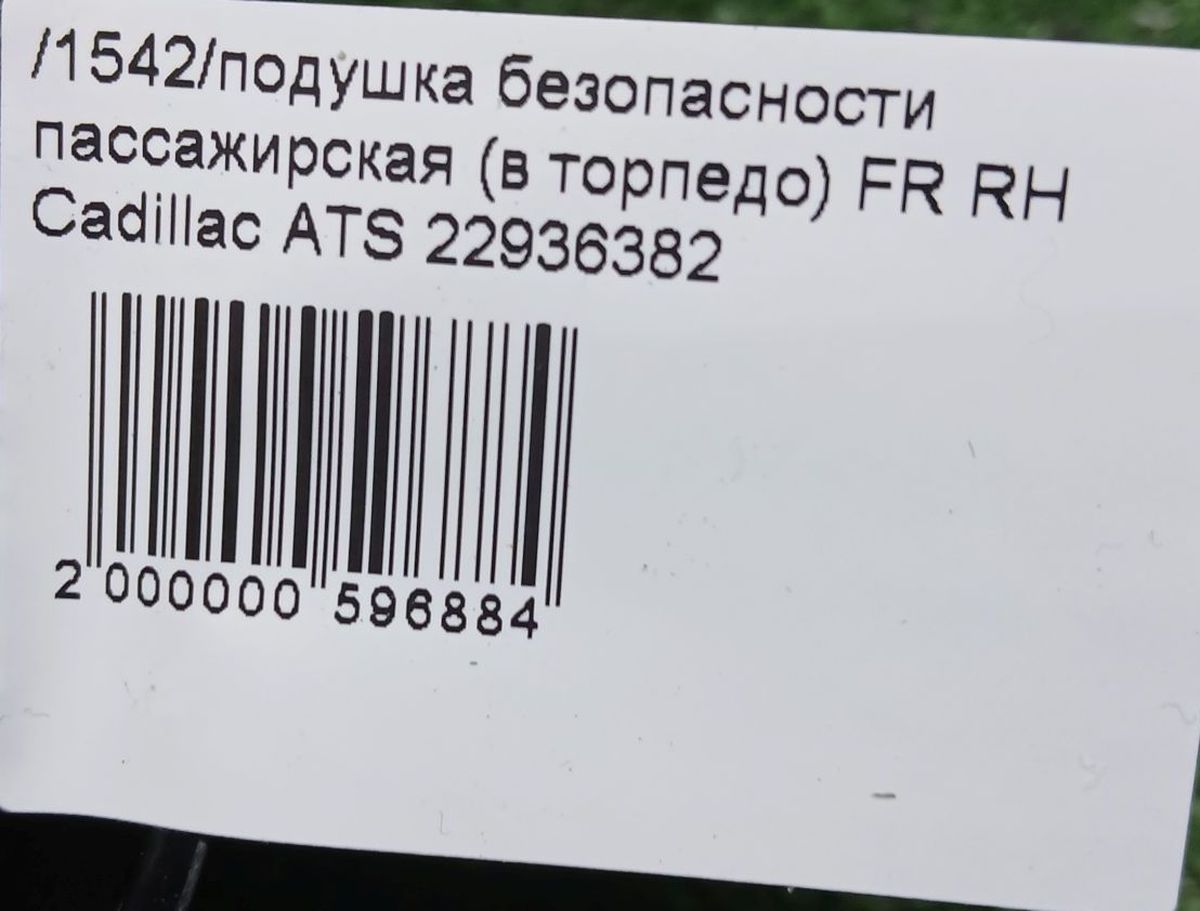 /1542/подушка безопасности
пассажирская (в торпедо) FR RH
Cadillac ATS 22936382
2 000000 596884